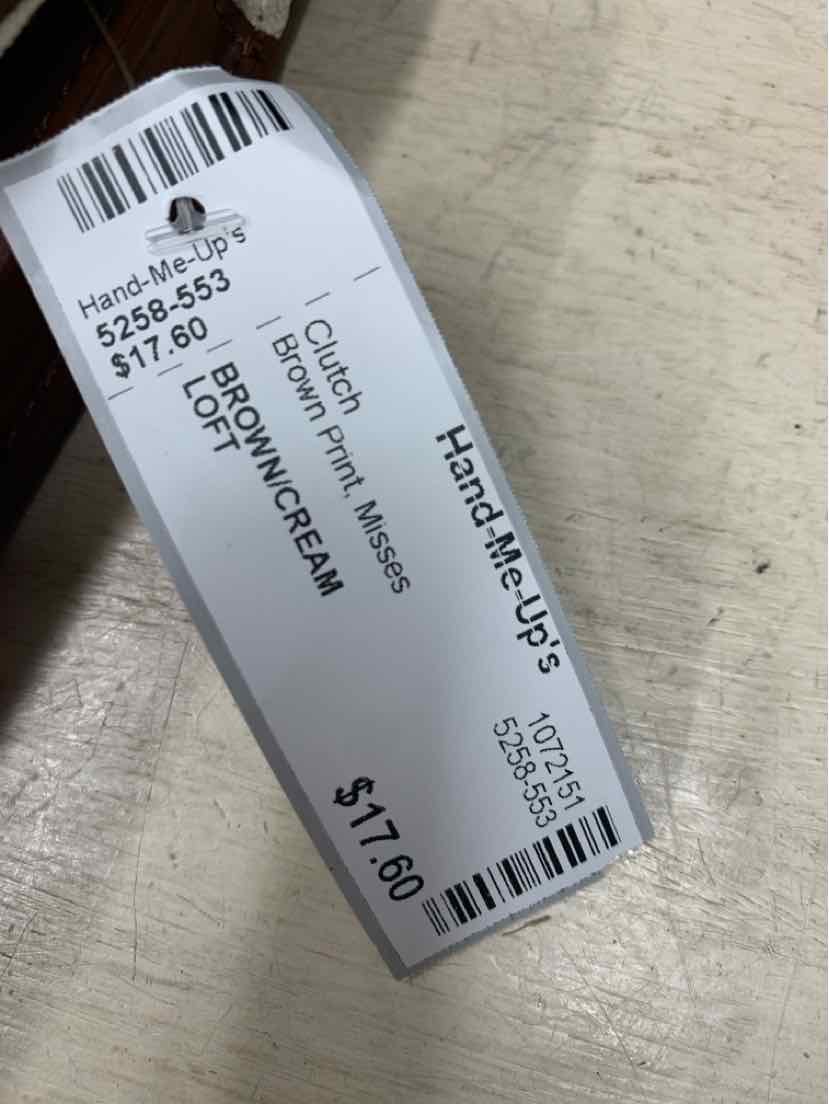 Hand-Me-Up's
5258-553
$17.60
Hand-Me-Up's
1072151
5258-553
Clutch
Brown Print, Misses
BROWN/CREAM
LOFT
$17.60